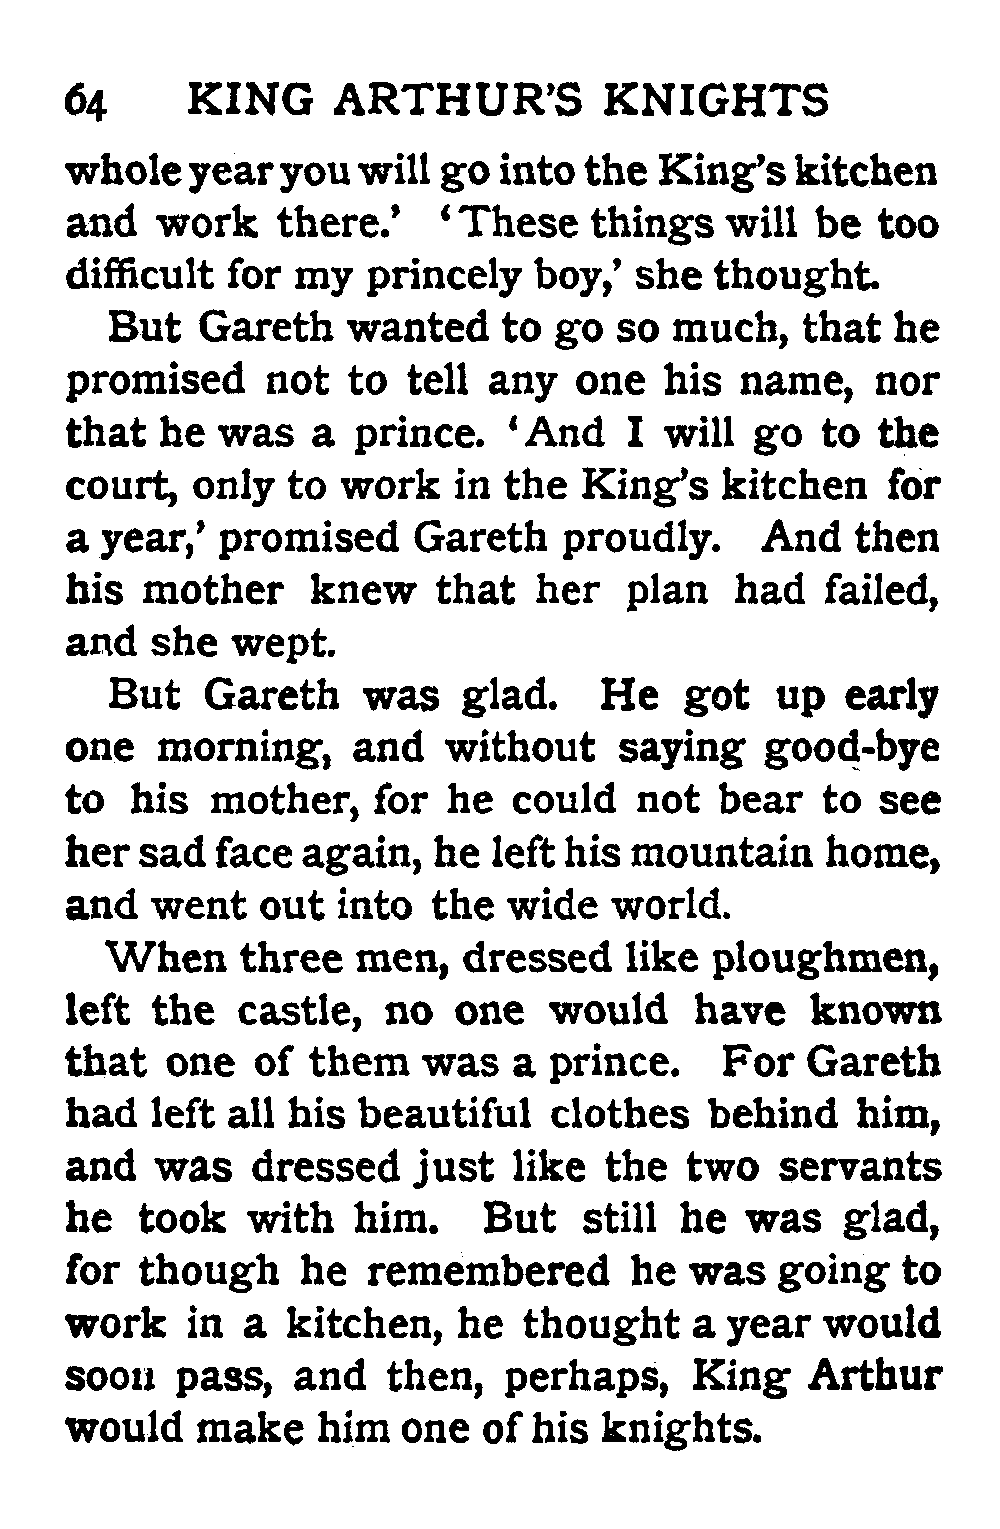 64 KING ARTHUR'S KNIGHTS
whole year you will go into the King's kitchen
and work there.' 'These things will be too
difficult for my princely boy,' she thought.
But Gareth wanted to go so much, that he
promised not to tell any one his name, nor
that he was a prince. 'And I will go to the
court, only to work in the King's kitchen for
a year,' promised Gareth proudly. And then
his mother knew that her plan had failed,
and she wept.
But Gareth was glad. He got up early
one morning, and without saying good-bye
to his mother, for he could not bear to see
her sad face again, he left his mountain home,
and went out into the wide world.
When three men, dressed like ploughmen,
left the castle, no one would have known
that one of them was a prince. For Gareth
had left all his beautiful clothes behind him,
and was dressed just like the two servants
he took with him. But still he was glad,
for though he remembered he was going to
work in a kitchen, he thought a year would
soon pass, and then, perhaps, King Arthur
would make him one of his knights.